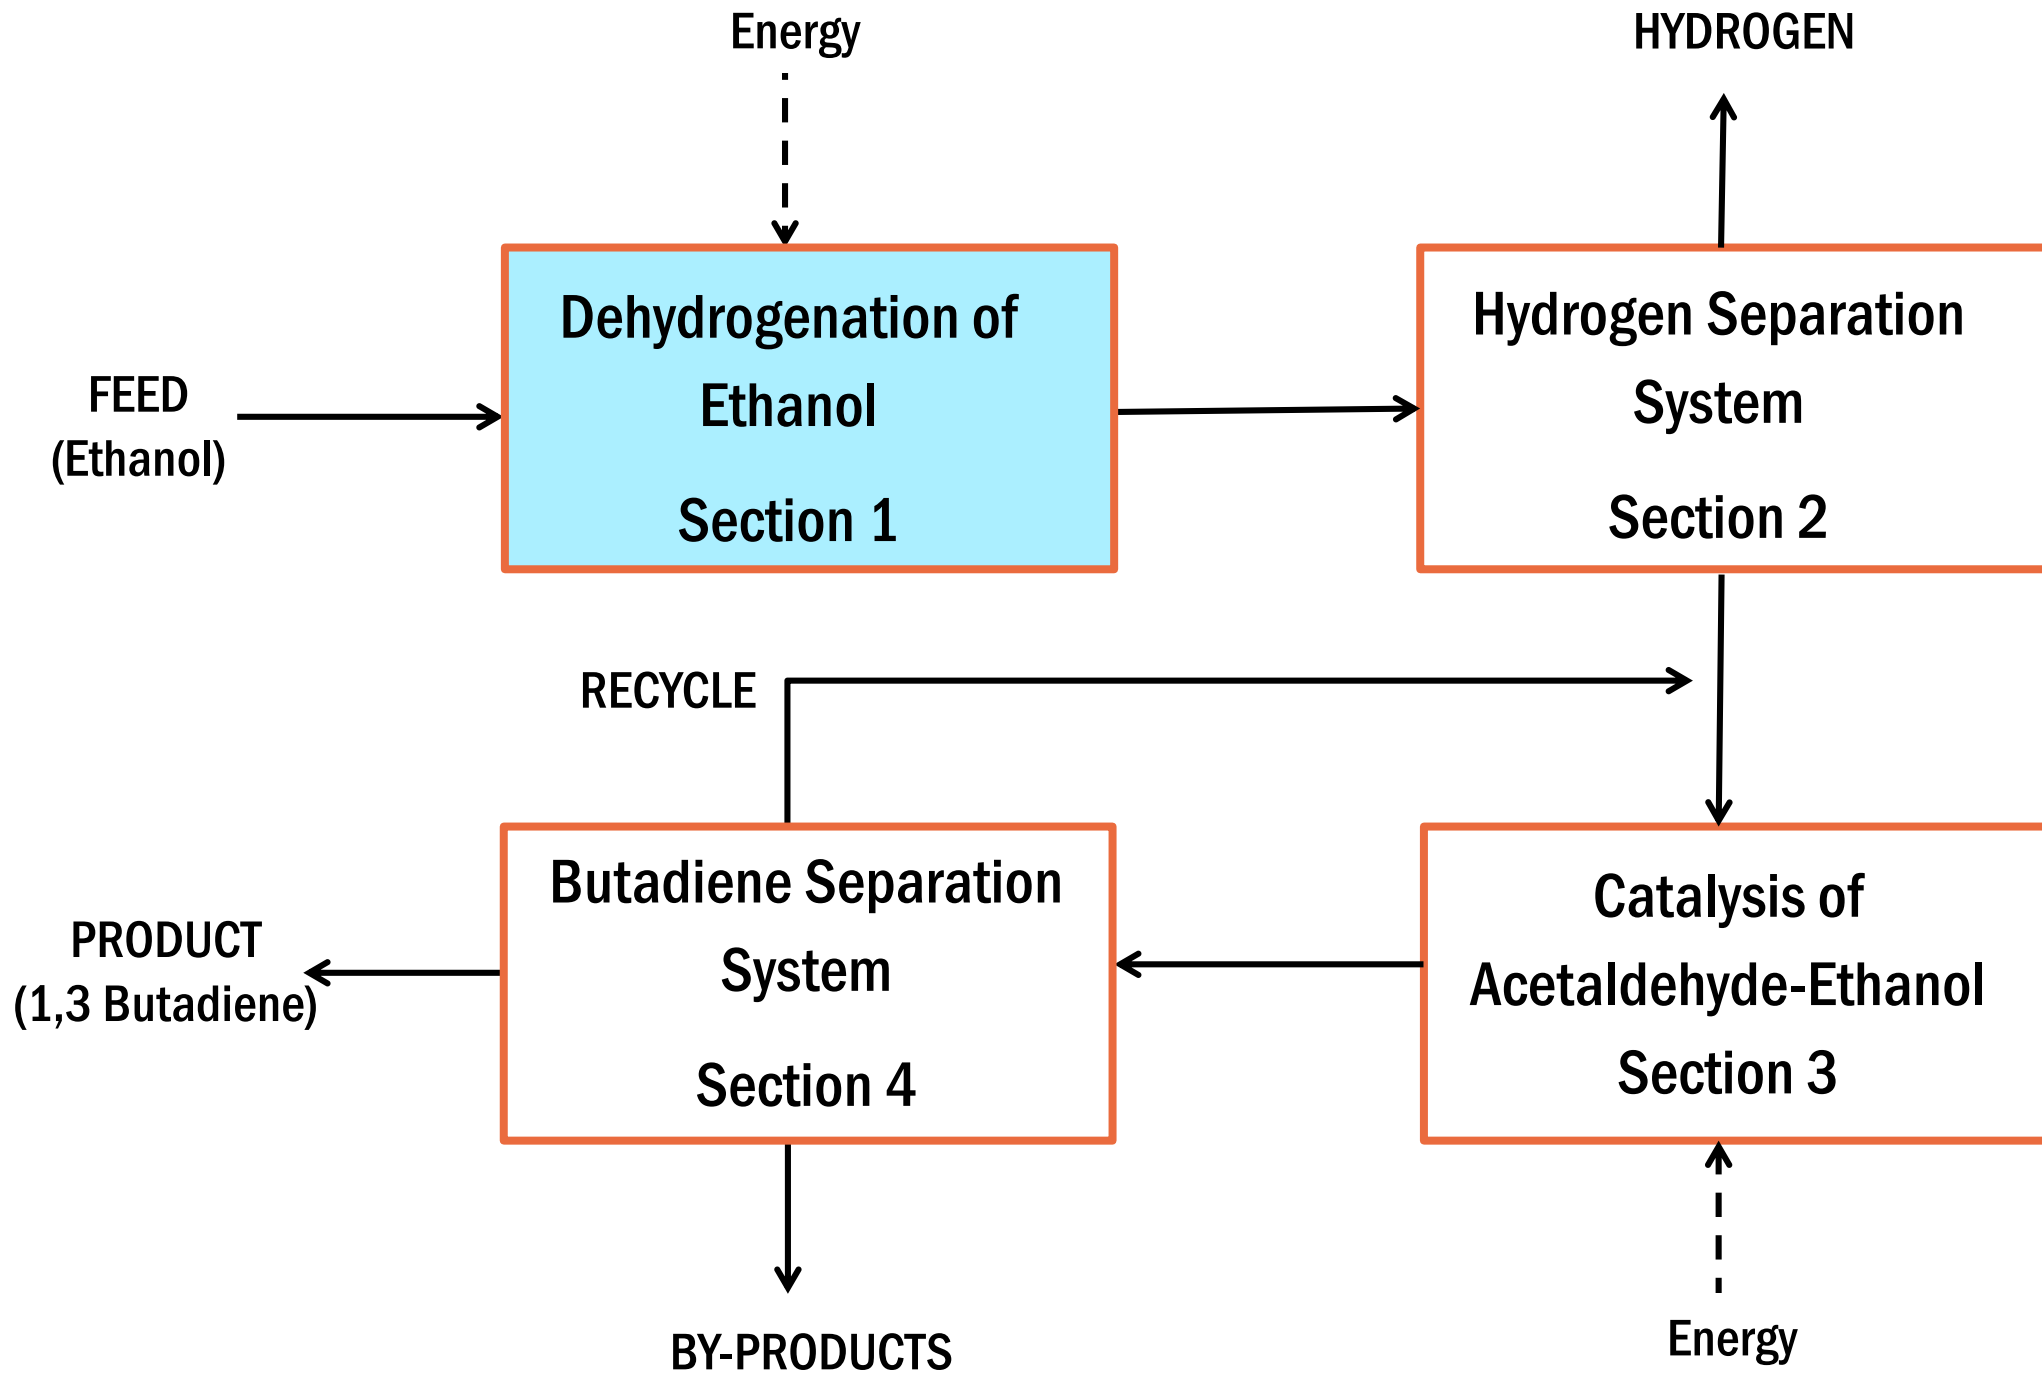 Energy
HYDROGEN
FEED
(Ethanol)
Dehydrogenation of
Ethanol
Section 1
Hydrogen Separation
System
Section 2
RECYCLE
PRODUCT
(1,3 Butadiene)
Butadiene Separation
System
Section 4
Catalysis of
Acetaldehyde-Ethanol
Section 3
BY-PRODUCTS
Energy